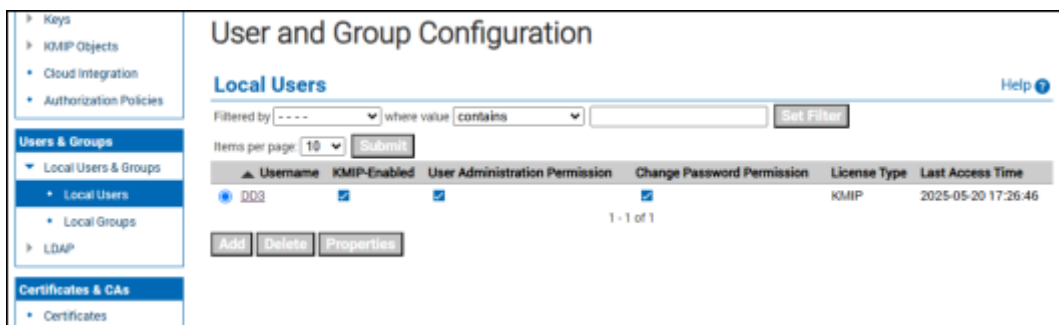 Keys
KMIP Objects
Cloud Integration
Authorization Policies
Users & Groups
Local Users & Groups
Local Users
Local Groups
LDAP
Certificates & CAs
Certificates
User and Group Configuration
Local Users Help ?
Filtered by - - - - where value contains Set Filter
Items per page: 10 Submit
Username KMIP-Enabled User Administration Permission Change Password Permission License Type Last Access Time
DD3 KMIP 2025-05-20 17:26:46
1 - 1 of 1
Add Delete Properties